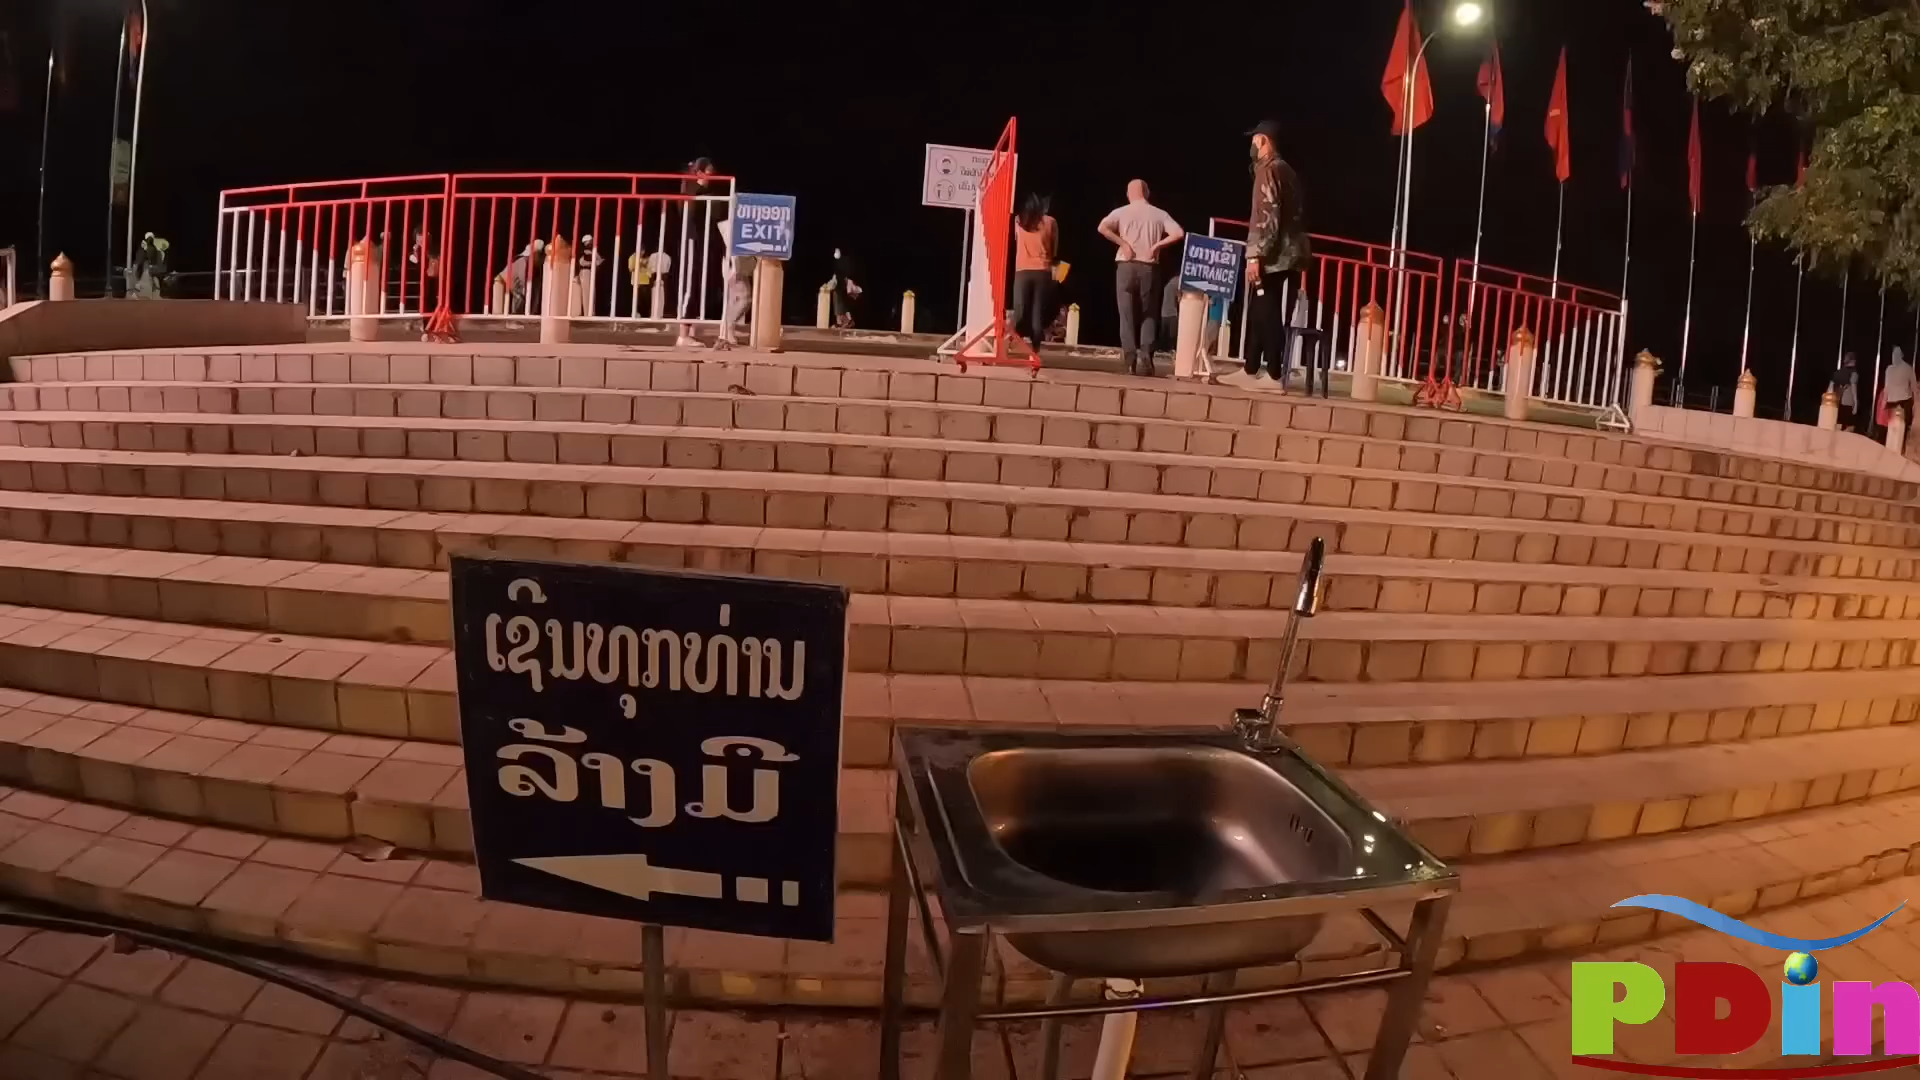 ທາງອອກ
EXIT
ທາງເຂົ້າ
ENTRANCE
ເຊີນທຸກທ່ານ
ລ້າງມື
PDin